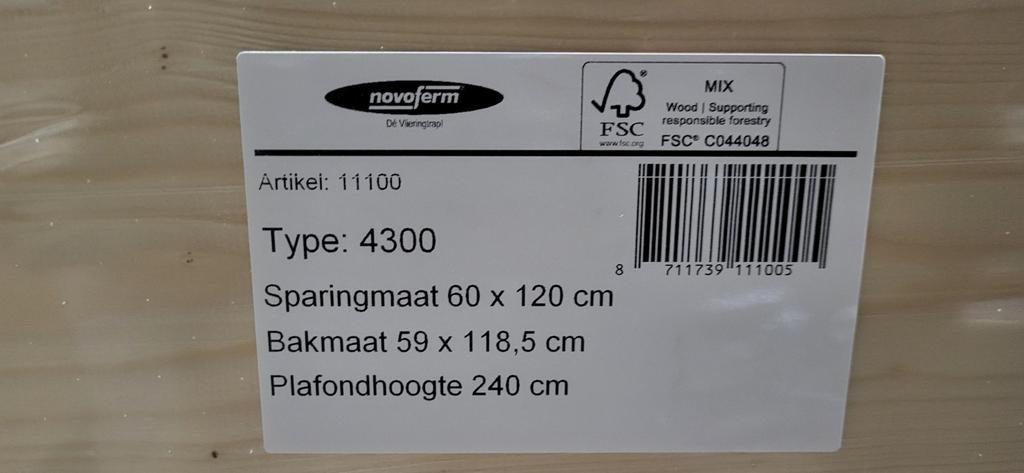 novoferm
Dé Vlieringtrap!
FSC®
www.fsc.org
MIX
Wood | Supporting
responsible forestry
FSC® C044048
Artikel: 11100
8 711739 111005
Type: 4300
Sparingmaat 60 x 120 cm
Bakmaat 59 x 118,5 cm
Plafondhoogte 240 cm